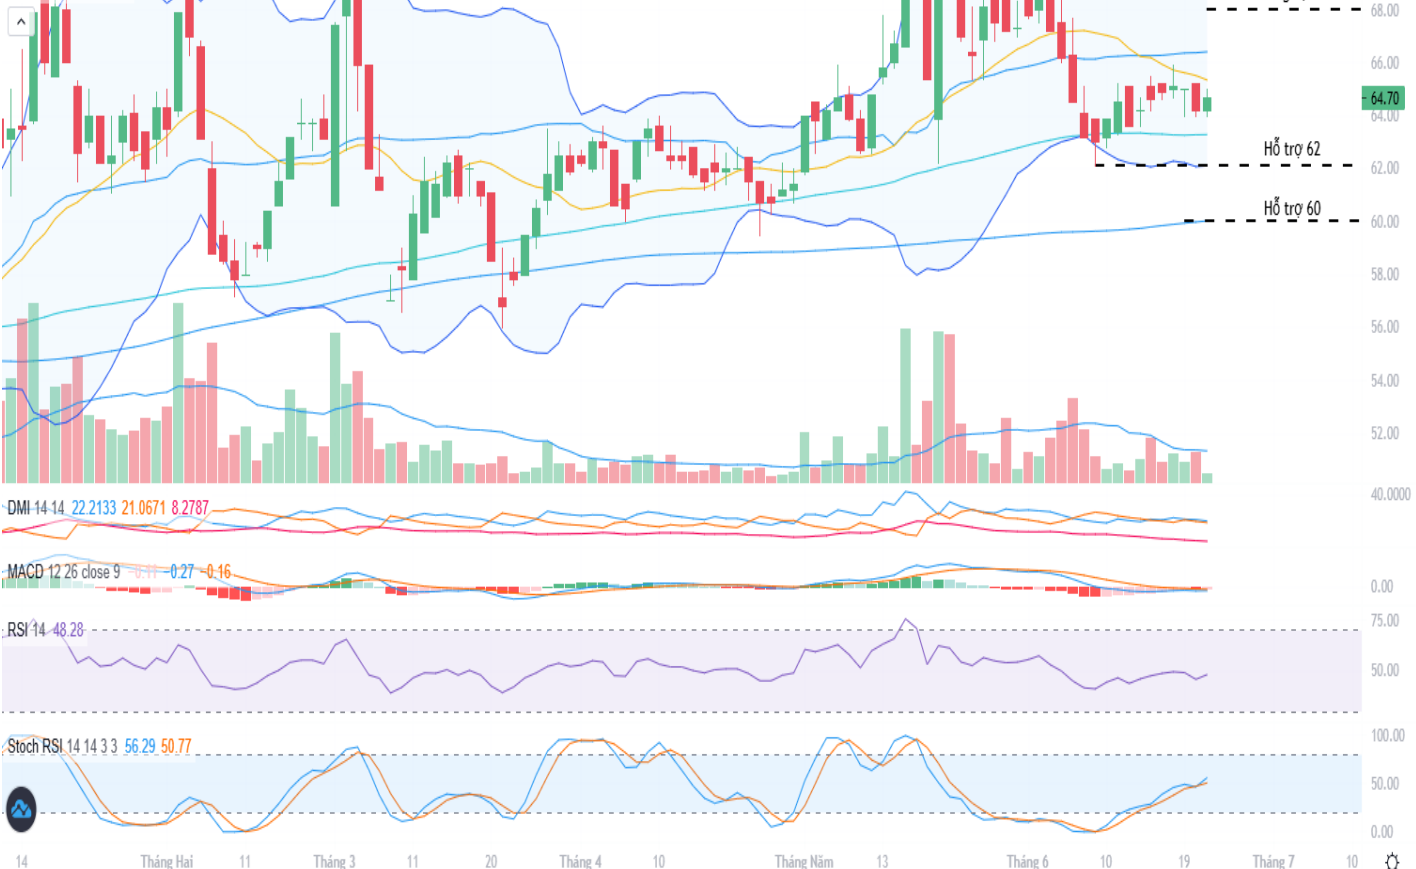 68.00
66.00
64.70
64.00
Hỗ trợ 62
62.00
Hỗ trợ 60
60.00
58.00
56.00
54.00
52.00
DMI 14 14 22.2133 21.0671 8.2787
40.0000
MACD 12 26 close 9 −0.11 −0.27 −0.16
0.00
RSI 14 48.28
75.00
50.00
Stoch RSI 14 14 3 3 56.29 50.77
100.00
50.00
0.00
14 Tháng Hai 11 Tháng 3 11 20 Tháng 4 10 Tháng Năm 13 Tháng 6 10 19 Tháng 7 10